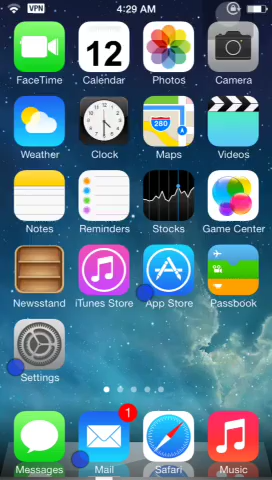 VPN 4:29 AM
12
FaceTime Calendar Photos Camera
280
Weather Clock Maps Videos
Notes Reminders Stocks Game Center
Newsstand iTunes Store App Store Passbook
Settings
1
Messages Mail Safari Music